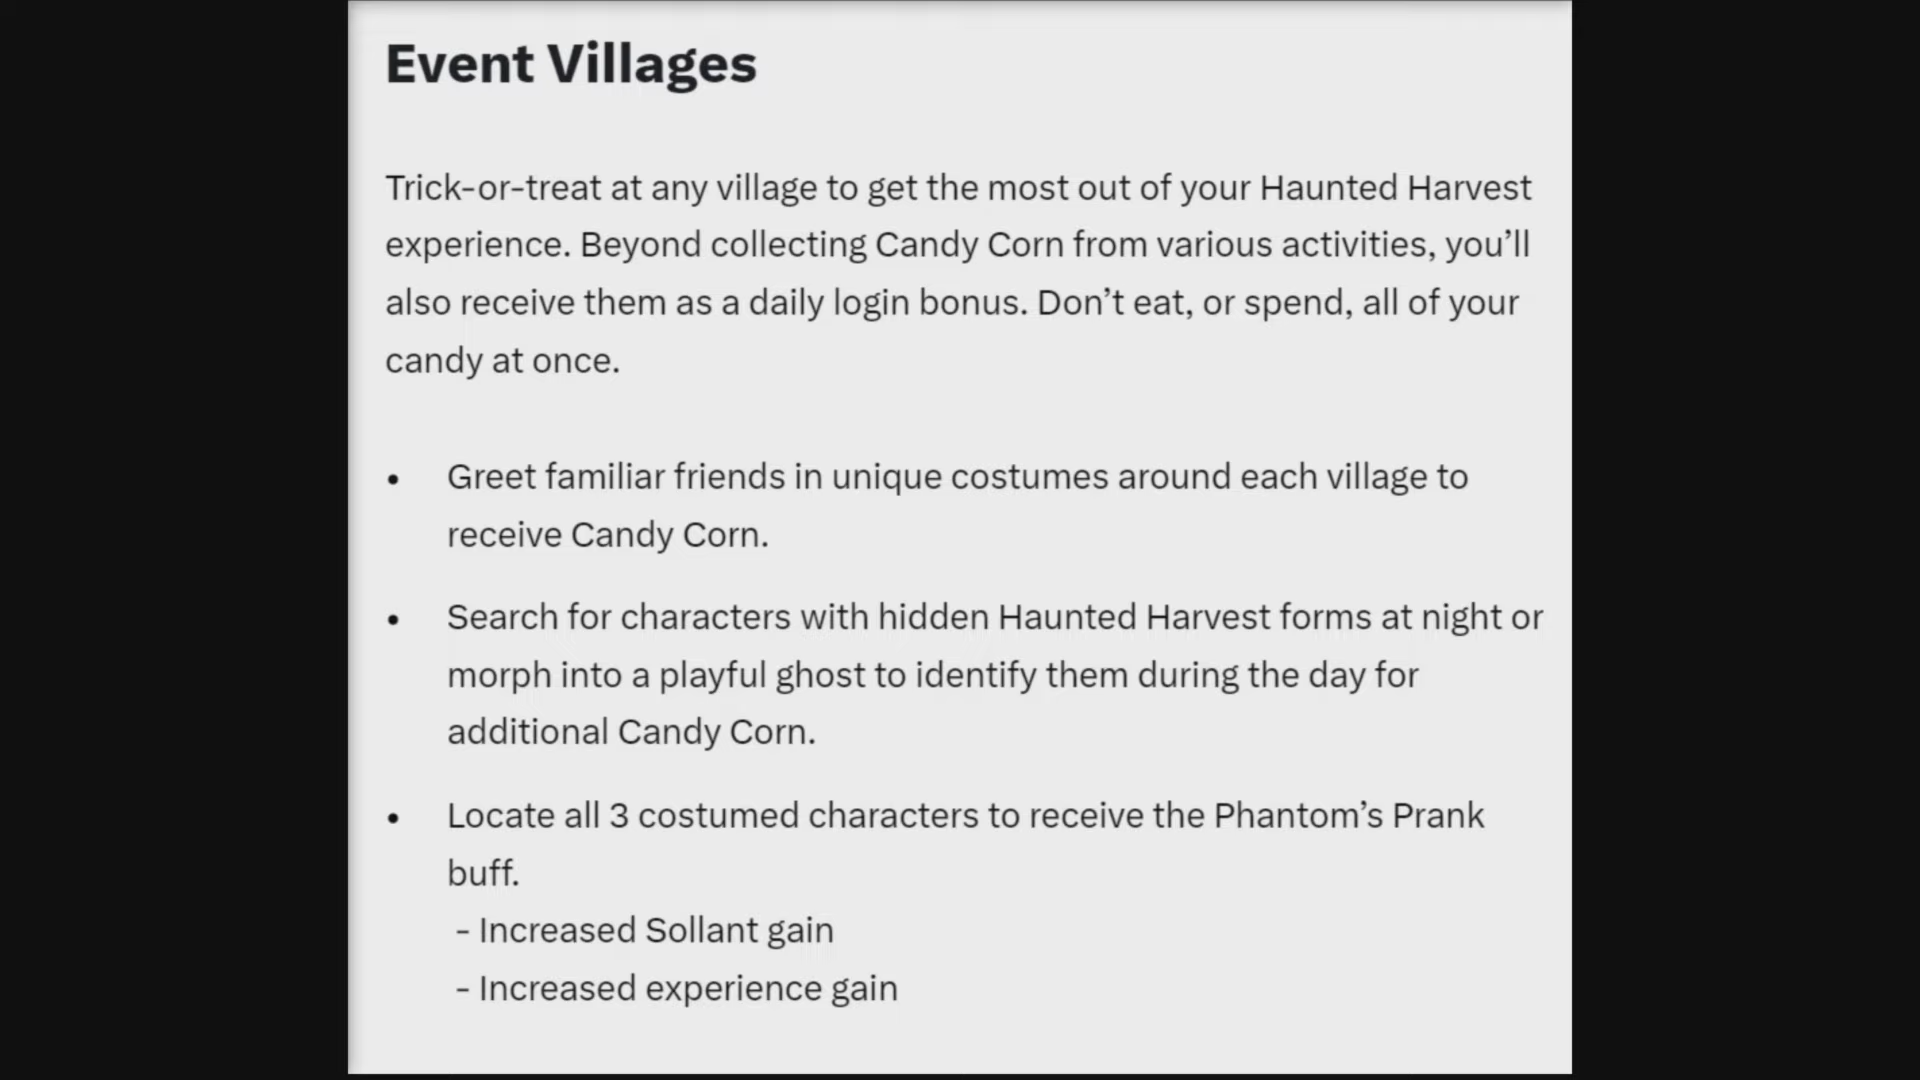 Event Villages
Trick-or-treat at any village to get the most out of your Haunted Harvest
experience. Beyond collecting Candy Corn from various activities, you’ll
also receive them as a daily login bonus. Don’t eat, or spend, all of your
candy at once.
• Greet familiar friends in unique costumes around each village to
receive Candy Corn.
• Search for characters with hidden Haunted Harvest forms at night or
morph into a playful ghost to identify them during the day for
additional Candy Corn.
• Locate all 3 costumed characters to receive the Phantom’s Prank
buff.
- Increased Sollant gain
- Increased experience gain